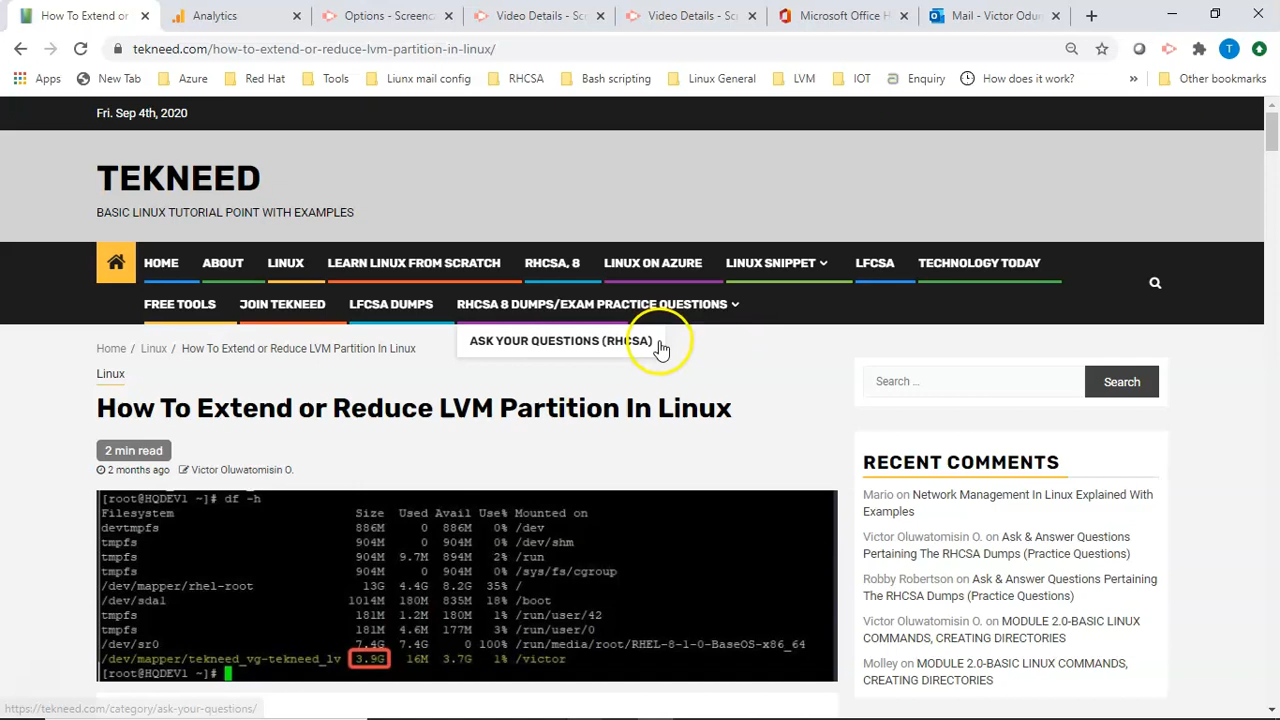 How To Extend or
Analytics
Options - Screenca
Video Details - Sc
Video Details - Sc
Microsoft Office H
Mail - Victor Odun
tekneed.com/how-to-extend-or-reduce-lvm-partition-in-linux/
T
Apps
New Tab
Azure
Red Hat
Tools
Liunx mail config
RHCSA
Bash scripting
Linux General
LVM
IOT
Enquiry
How does it work?
»
Other bookmarks
Fri. Sep 4th, 2020
TEKNEED
BASIC LINUX TUTORIAL POINT WITH EXAMPLES
HOME ABOUT LINUX LEARN LINUX FROM SCRATCH RHCSA, 8 LINUX ON AZURE LINUX SNIPPET LFCSA TECHNOLOGY TODAY
FREE TOOLS JOIN TEKNEED LFCSA DUMPS RHCSA 8 DUMPS/EXAM PRACTICE QUESTIONS
ASK YOUR QUESTIONS (RHCSA)
Home / Linux / How To Extend or Reduce LVM Partition In Linux
Linux
How To Extend or Reduce LVM Partition In Linux
2 min read
2 months ago Victor Oluwatomisin O.
[root@HQDEV1 ~]# df -h
Filesystem Size Used Avail Use% Mounted on
devtmpfs 886M 0 886M 0% /dev
tmpfs 904M 0 904M 0% /dev/shm
tmpfs 904M 9.7M 894M 2% /run
tmpfs 904M 0 904M 0% /sys/fs/cgroup
/dev/mapper/rhel-root 13G 4.4G 8.2G 35% /
/dev/sda1 1014M 180M 835M 18% /boot
tmpfs 181M 1.2M 180M 1% /run/user/42
tmpfs 181M 4.6M 177M 3% /run/user/0
/dev/sr0 7.4G 7.4G 0 100% /run/media/root/RHEL-8-1-0-BaseOS-x86_64
/dev/mapper/tekneed_vg-tekneed_lv 3.9G 16M 3.7G 1% /victor
[root@HQDEV1 ~]#
Search ...
Search
RECENT COMMENTS
Mario on Network Management In Linux Explained With
Examples
Victor Oluwatomisin O. on Ask & Answer Questions
Pertaining The RHCSA Dumps (Practice Questions)
Robby Robertson on Ask & Answer Questions Pertaining
The RHCSA Dumps (Practice Questions)
Victor Oluwatomisin O. on MODULE 2.0-BASIC LINUX
COMMANDS, CREATING DIRECTORIES
Molley on MODULE 2.0-BASIC LINUX COMMANDS,
CREATING DIRECTORIES
https://tekneed.com/category/ask-your-questions/